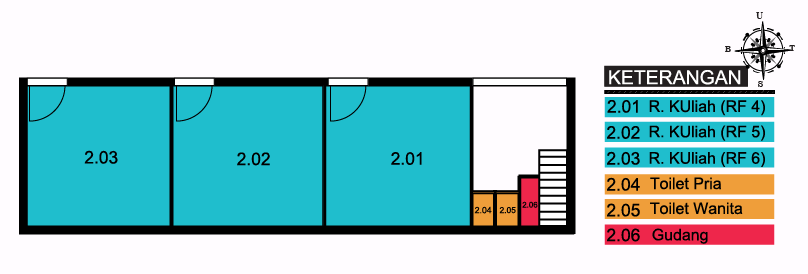 U
B T
S
KETERANGAN
2.01 R. KUliah (RF 4)
2.02 R. KUliah (RF 5)
2.03 R. KUliah (RF 6)
2.04 Toilet Pria
2.05 Toilet Wanita
2.06 Gudang
2.03
2.02
2.01
2.04
2.05
2.06